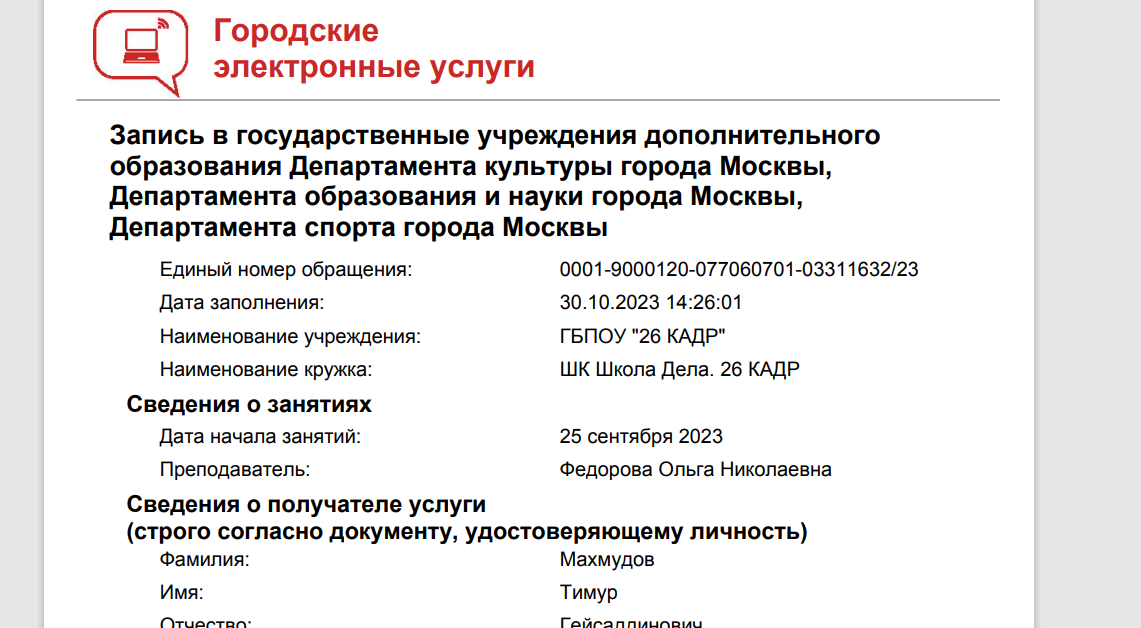 Городские
электронные услуги
Запись в государственные учреждения дополнительного
образования Департамента культуры города Москвы,
Департамента образования и науки города Москвы,
Департамента спорта города Москвы
Единый номер обращения: 0001-9000120-077060701-03311632/23
Дата заполнения: 30.10.2023 14:26:01
Наименование учреждения: ГБПОУ "26 КАДР"
Наименование кружка: ШК Школа Дела. 26 КАДР
Сведения о занятиях
Дата начала занятий: 25 сентября 2023
Преподаватель: Федорова Ольга Николаевна
Сведения о получателе услуги
(строго согласно документу, удостоверяющему личность)
Фамилия: Махмудов
Имя: Тимур
Отчество: Гейсаддинович